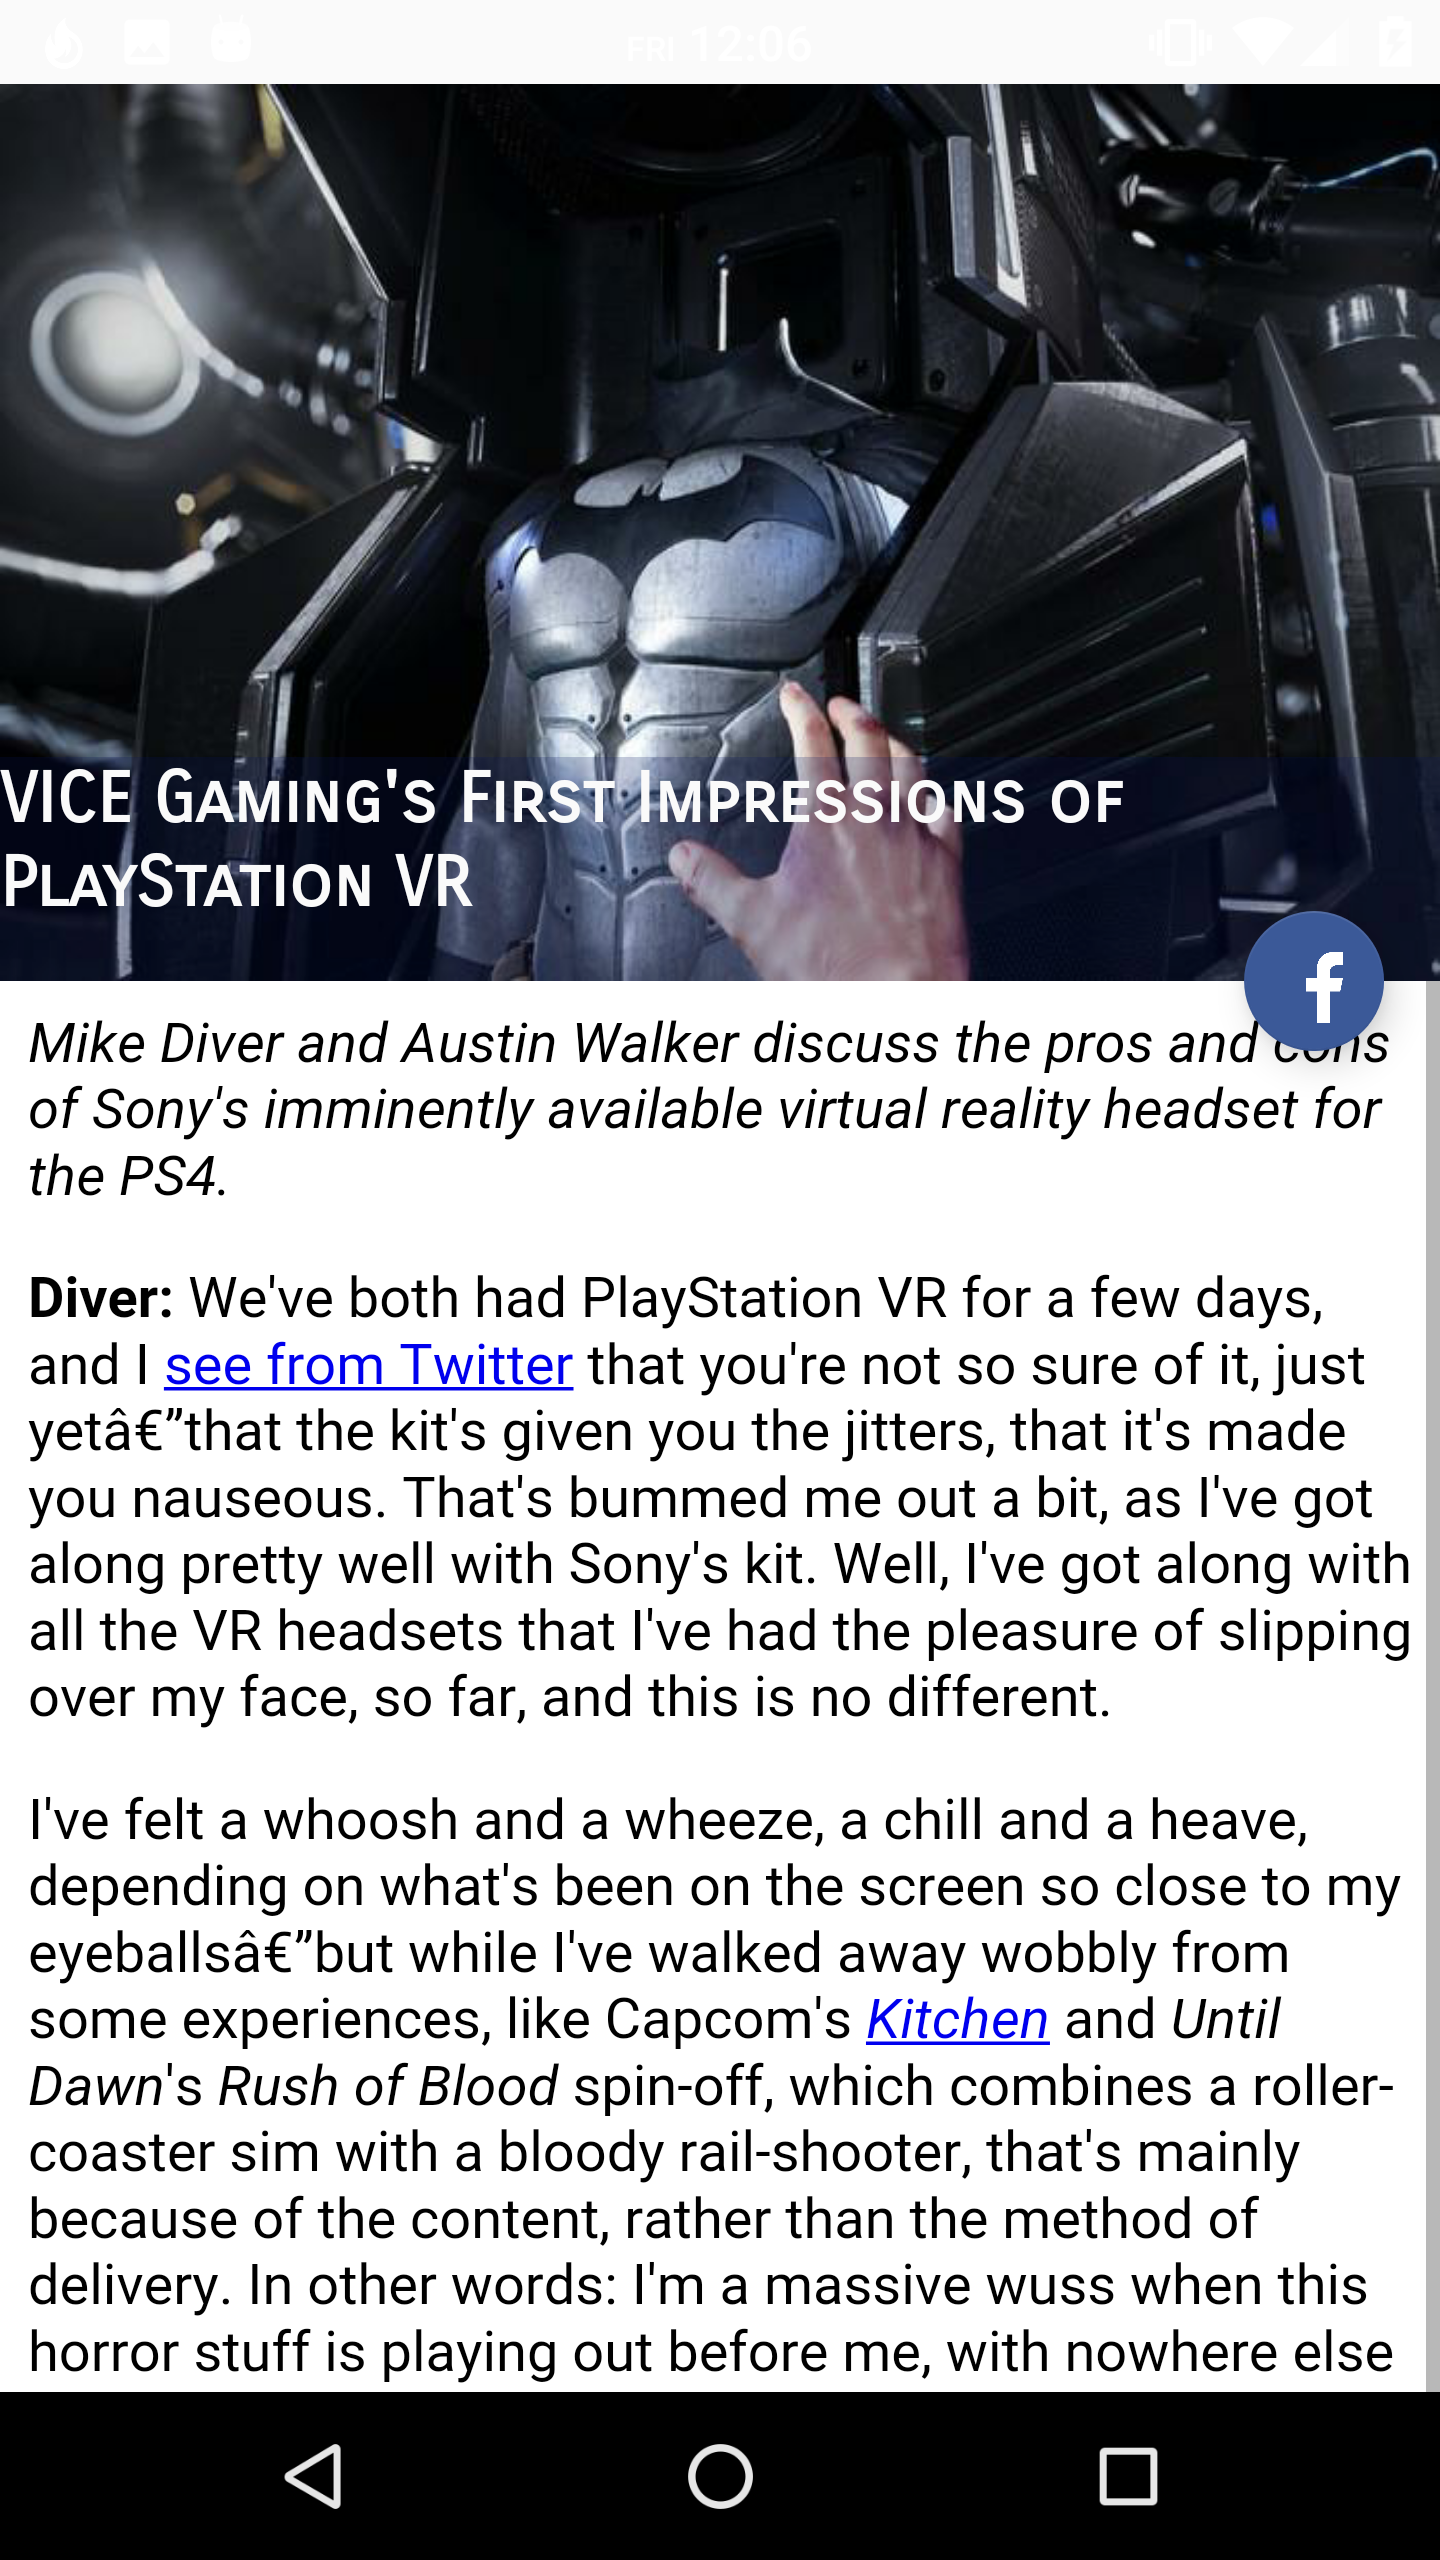 FRI 12:06
VICE Gaming's First Impressions of
PlayStation VR
Mike Diver and Austin Walker discuss the pros and cons
of Sony's imminently available virtual reality headset for
the PS4.
Diver: We've both had PlayStation VR for a few days,
and I see from Twitter that you're not so sure of it, just
yetâ€”that the kit's given you the jitters, that it's made
you nauseous. That's bummed me out a bit, as I've got
along pretty well with Sony's kit. Well, I've got along with
all the VR headsets that I've had the pleasure of slipping
over my face, so far, and this is no different.
I've felt a whoosh and a wheeze, a chill and a heave,
depending on what's been on the screen so close to my
eyeballsâ€”but while I've walked away wobbly from
some experiences, like Capcom's Kitchen and Until
Dawn's Rush of Blood spin-off, which combines a roller-
coaster sim with a bloody rail-shooter, that's mainly
because of the content, rather than the method of
delivery. In other words: I'm a massive wuss when this
horror stuff is playing out before me, with nowhere else